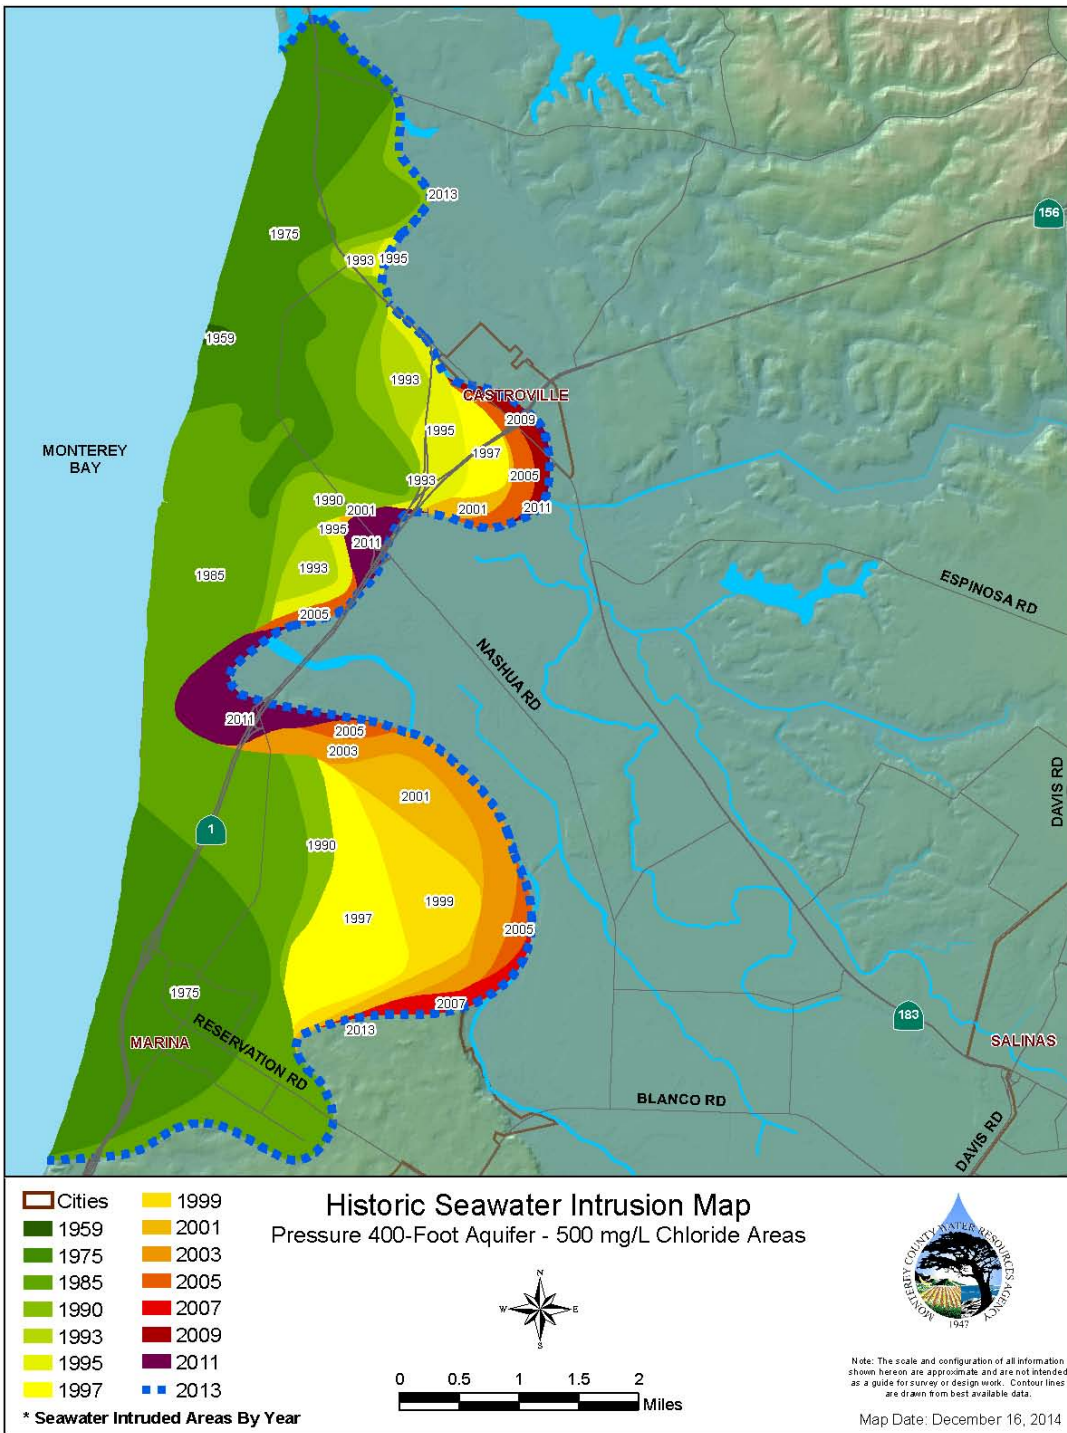 2013
156
1975
1993
1995
1959
1993
CASTROVILLE
2009
1995
MONTEREY
BAY
1997
1993
2005
1990
2001
2001
2011
1995
2011
1993
1985
ESPINOSA RD
2005
NASHUA RD
2011
2005
2003
DAVIS RD
2001
1
1990
1999
1997
2005
1975
2007
183
2013
RESERVATION RD
MARINA
SALINAS
BLANCO RD
DAVIS RD
Cities
1959
1975
1985
1990
1993
1995
1997
1999
2001
2003
2005
2007
2009
2011
2013
* Seawater Intruded Areas By Year
Historic Seawater Intrusion Map
Pressure 400-Foot Aquifer - 500 mg/L Chloride Areas
N
W E
S
0 0.5 1 1.5 2
Miles
MONTEREY COUNTY WATER RESOURCES AGENCY
1947
Note: The scale and configuration of all information
shown hereon are approximate and are not intended
as a guide for survey or design work. Contour lines
are drawn from best available data.
Map Date: December 16, 2014